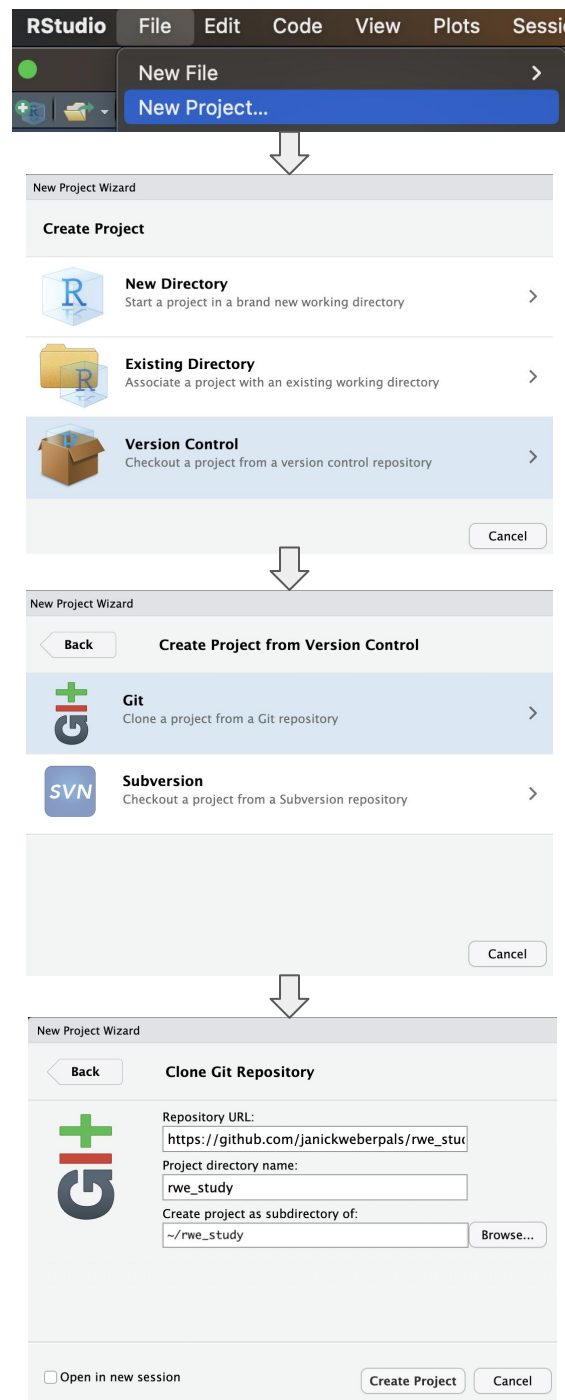 RStudio File Edit Code View Plots Sessi
New File
New Project...
New Project Wizard
Create Project
R
New Directory
Start a project in a brand new working directory
R
Existing Directory
Associate a project with an existing working directory
Version Control
Checkout a project from a version control repository
Cancel
New Project Wizard
Back Create Project from Version Control
Git
Git
Clone a project from a Git repository
SVN
Subversion
Checkout a project from a Subversion repository
Cancel
New Project Wizard
Back Clone Git Repository
Git
Repository URL:
https://github.com/janickweberpals/rwe_stu
Project directory name:
rwe_study
Create project as subdirectory of:
~/rwe_study Browse...
Open in new session Create Project Cancel